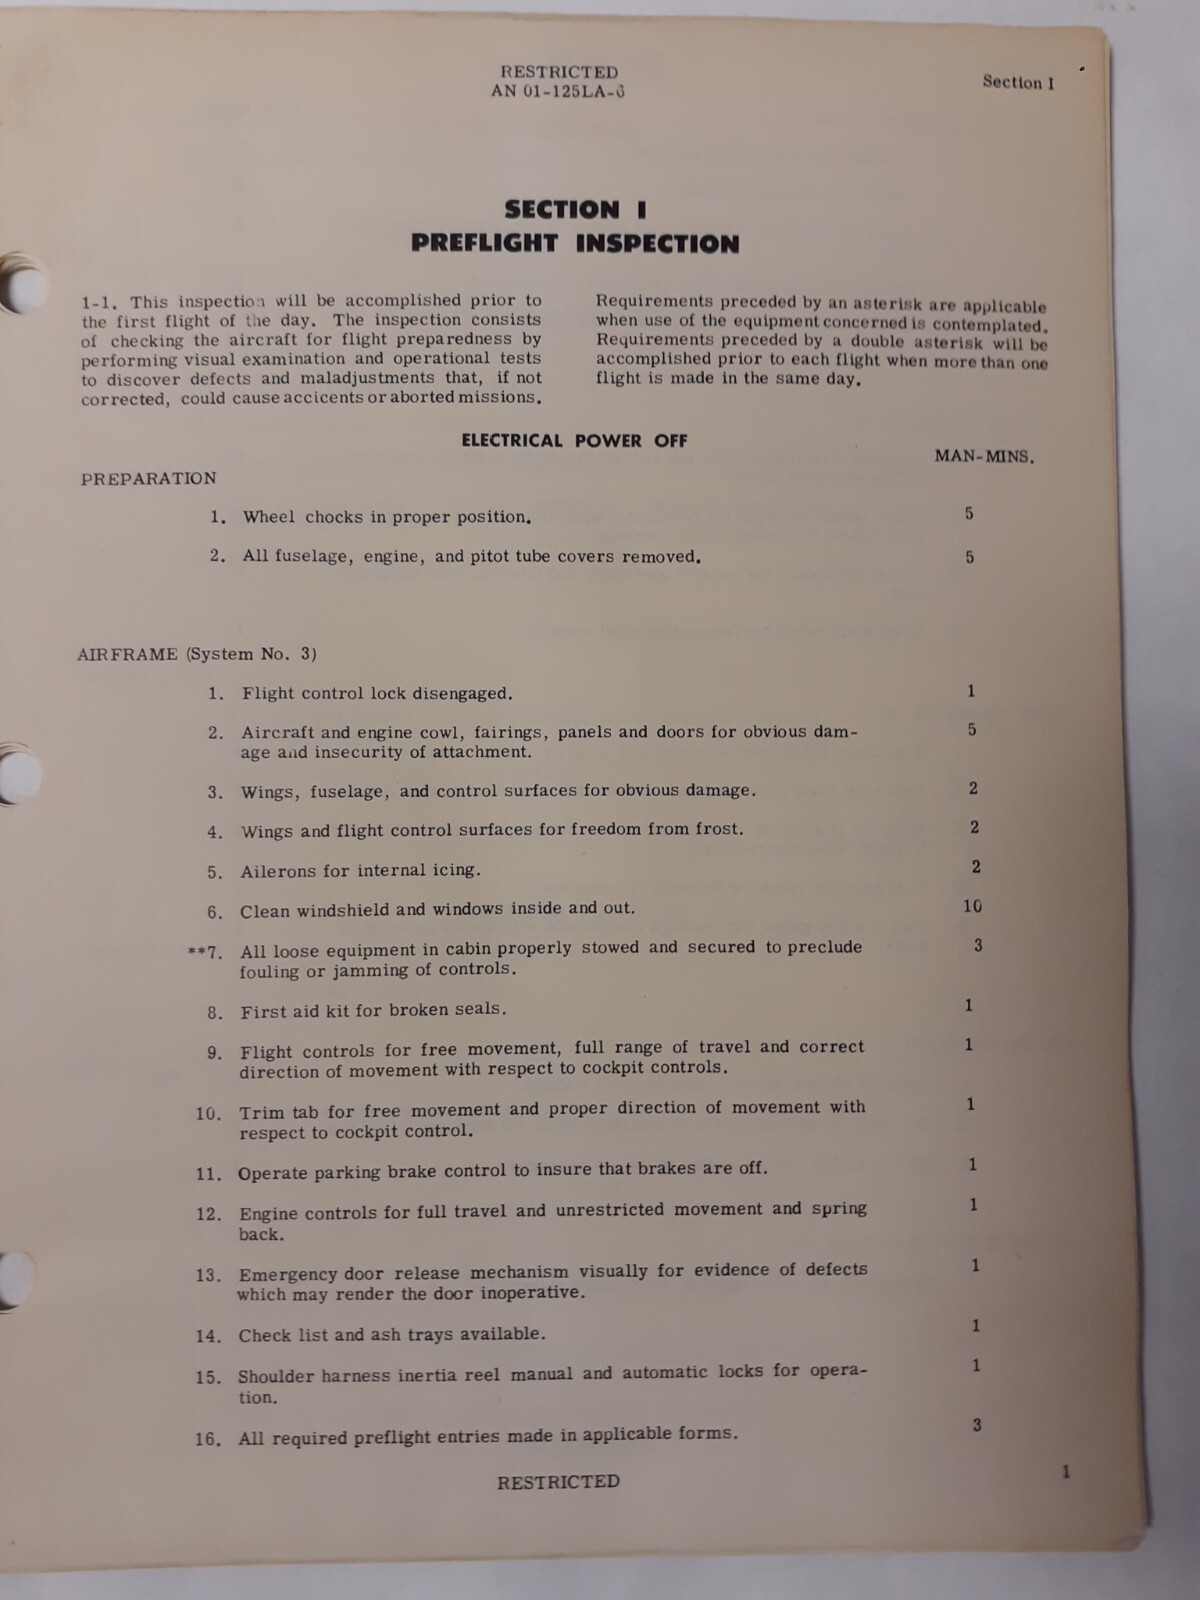 RESTRICTED
AN 01-125LA-6
Section I
SECTION I
PREFLIGHT INSPECTION
1-1. This inspection will be accomplished prior to
the first flight of the day. The inspection consists
of checking the aircraft for flight preparedness by
performing visual examination and operational tests
to discover defects and maladjustments that, if not
corrected, could cause accicents or aborted missions.
Requirements preceded by an asterisk are applicable
when use of the equipment concerned is contemplated.
Requirements preceded by a double asterisk will be
accomplished prior to each flight when more than one
flight is made in the same day.
ELECTRICAL POWER OFF
MAN-MINS.
PREPARATION
1. Wheel chocks in proper position. 5
2. All fuselage, engine, and pitot tube covers removed. 5
AIRFRAME (System No. 3)
1. Flight control lock disengaged. 1
2. Aircraft and engine cowl, fairings, panels and doors for obvious dam- 5
age and insecurity of attachment.
3. Wings, fuselage, and control surfaces for obvious damage. 2
4. Wings and flight control surfaces for freedom from frost. 2
5. Ailerons for internal icing. 2
6. Clean windshield and windows inside and out. 10
**7. All loose equipment in cabin properly stowed and secured to preclude 3
fouling or jamming of controls.
8. First aid kit for broken seals. 1
9. Flight controls for free movement, full range of travel and correct 1
direction of movement with respect to cockpit controls.
10. Trim tab for free movement and proper direction of movement with 1
respect to cockpit control.
11. Operate parking brake control to insure that brakes are off. 1
12. Engine controls for full travel and unrestricted movement and spring 1
back.
13. Emergency door release mechanism visually for evidence of defects 1
which may render the door inoperative.
14. Check list and ash trays available. 1
15. Shoulder harness inertia reel manual and automatic locks for opera- 1
tion.
16. All required preflight entries made in applicable forms. 3
RESTRICTED
1